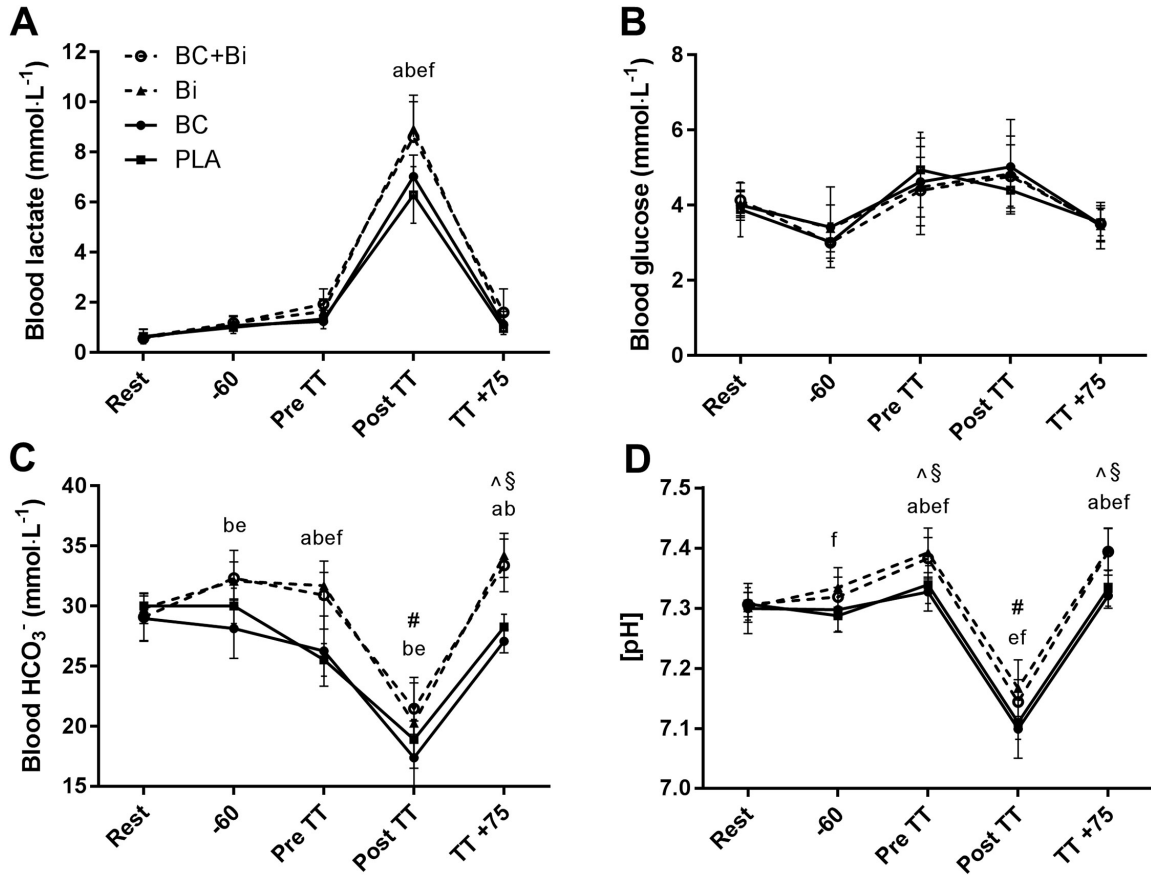 A
Blood lactate (mmol·L⁻¹)
12
10
8
6
4
2
0
BC+Bi
Bi
BC
PLA
abef
Rest
-60
Pre TT
Post TT
TT +75
B
Blood glucose (mmol·L⁻¹)
8
6
4
2
0
Rest
-60
Pre TT
Post TT
TT +75
C
Blood HCO₃⁻ (mmol·L⁻¹)
40
35
30
25
20
15
be
abef
#
be
^ §
ab
Rest
-60
Pre TT
Post TT
TT +75
D
[pH]
7.5
7.4
7.3
7.2
7.1
7.0
f
^ §
abef
#
ef
^ §
abef
Rest
-60
Pre TT
Post TT
TT +75